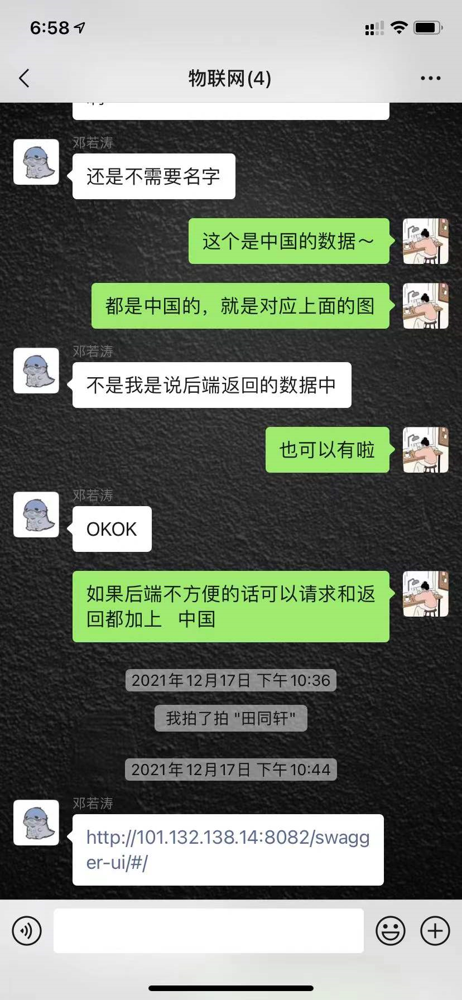 6:58
物联网(4)
邓若涛
还是不需要名字
这个是中国的数据～
都是中国的，就是对应上面的图
邓若涛
不是我是说后端返回的数据中
也可以有啦
邓若涛
OKOK
如果后端不方便的话可以请求和返
回都加上   中国
2021年12月17日 下午10:36
我拍了拍 "田同轩"
2021年12月17日 下午10:44
邓若涛
http://101.132.138.14:8082/swagg
er-ui/#/